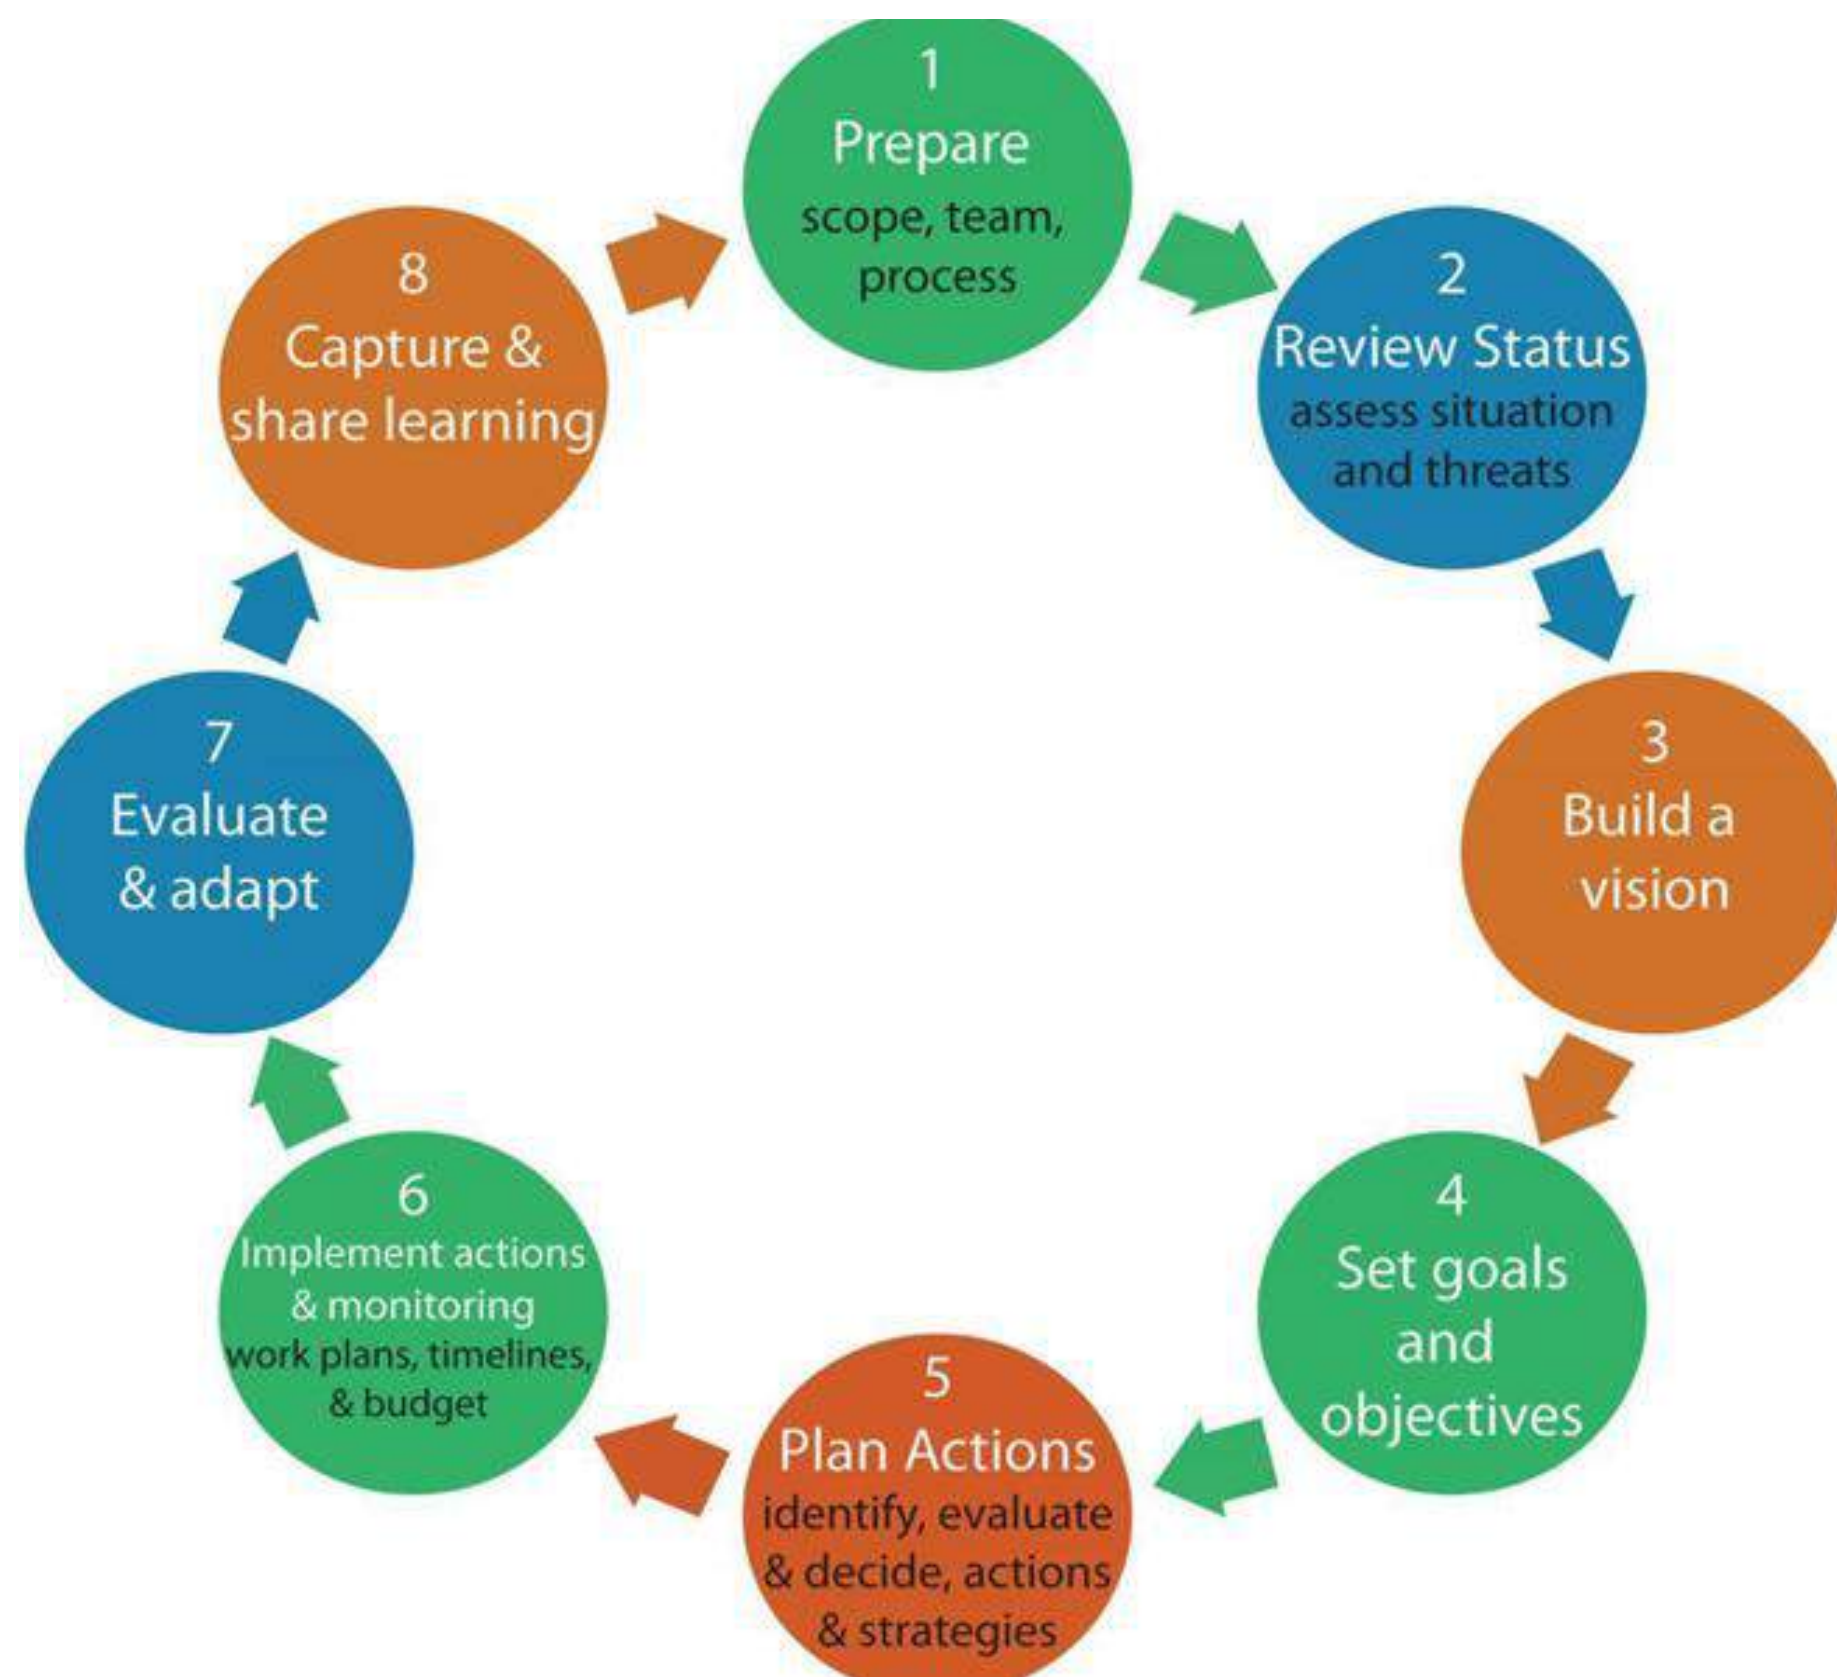 1
Prepare
scope, team,
process
2
Review Status
assess situation
and threats
3
Build a
vision
4
Set goals
and
objectives
5
Plan Actions
identify, evaluate
& decide, actions
& strategies
6
Implement actions
& monitoring
work plans, timelines,
& budget
7
Evaluate
& adapt
8
Capture &
share learning